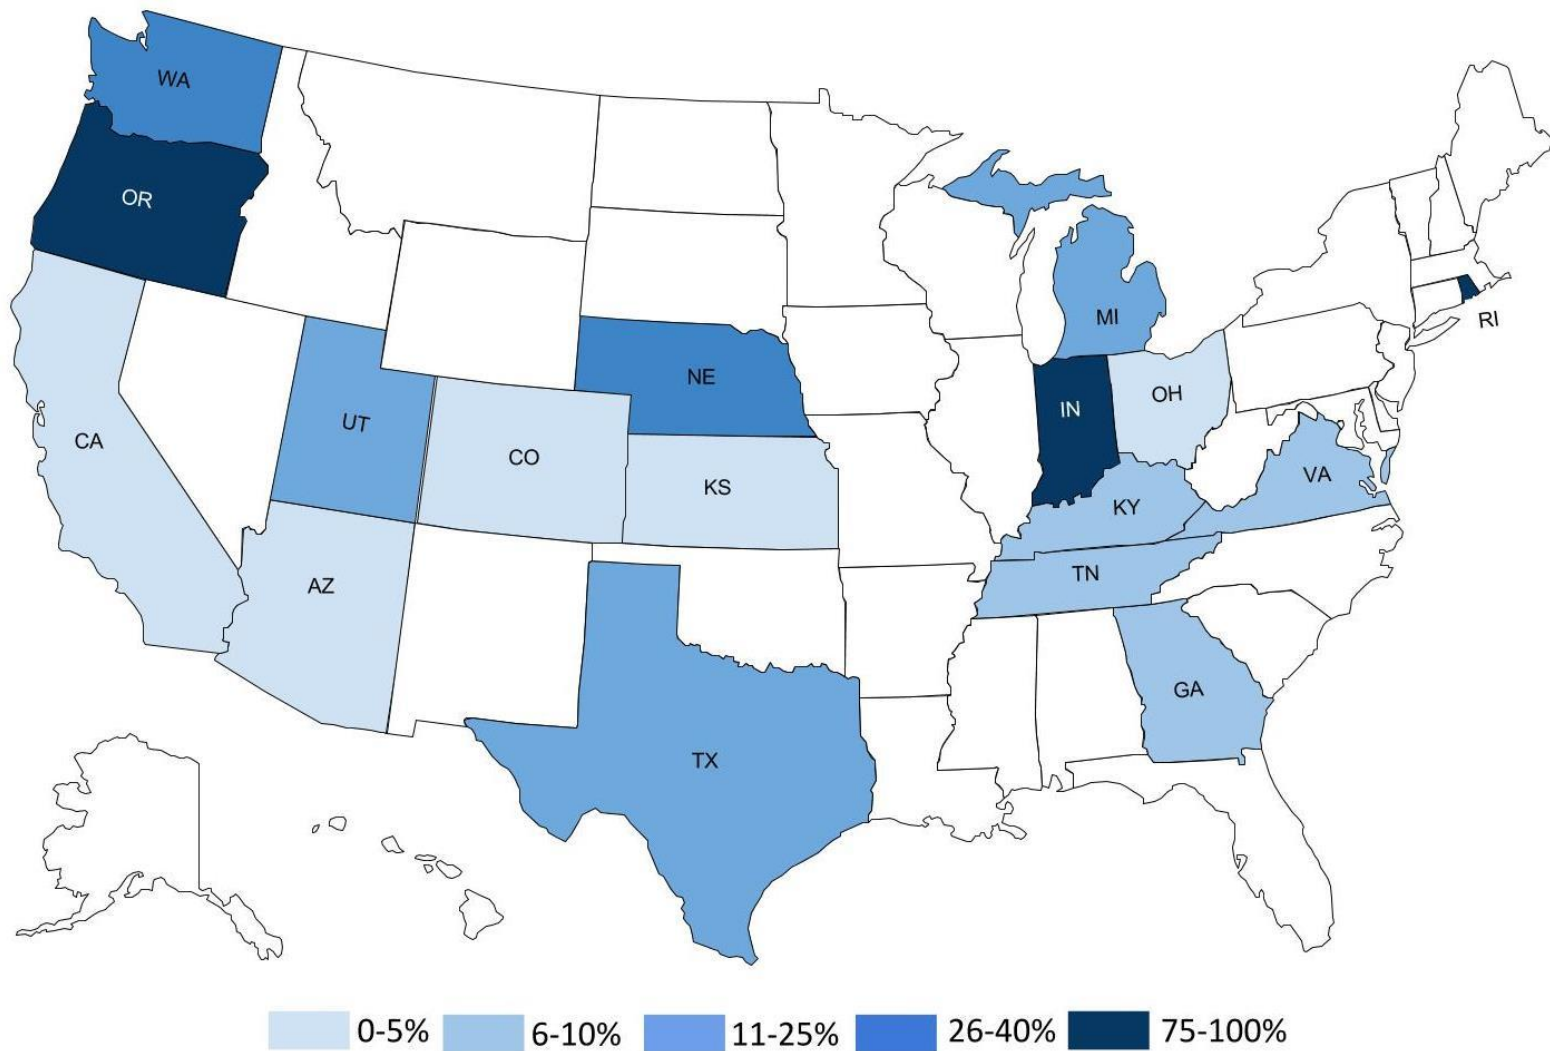 WA
OR
MI
RI
NE
OH
IN
UT
CA
CO
VA
KS
KY
TN
AZ
GA
TX
0-5% 6-10% 11-25% 26-40% 75-100%